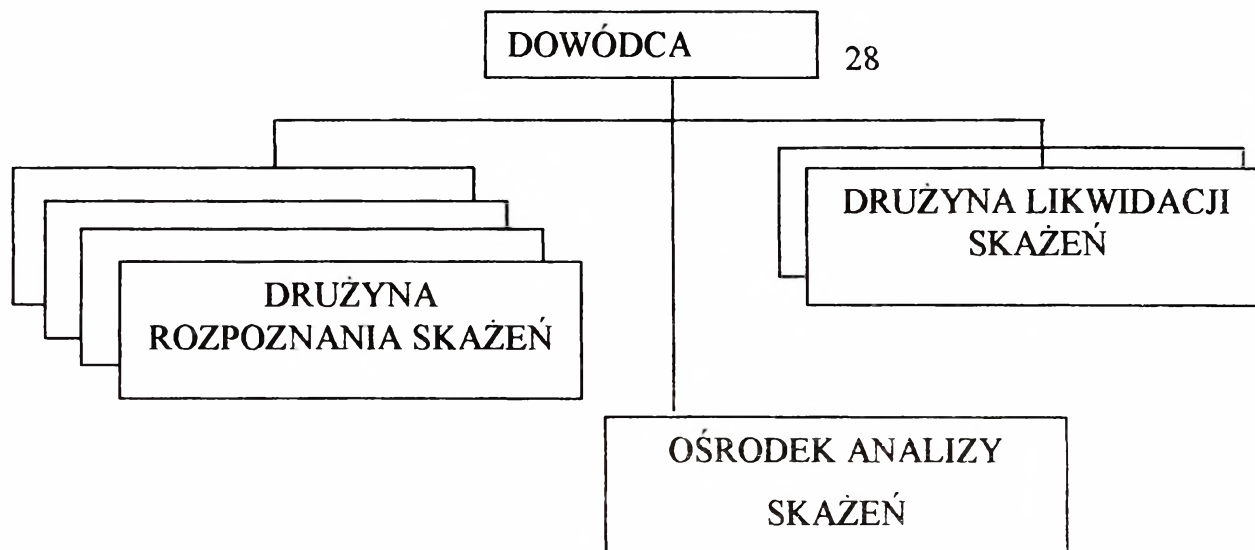 DOWÓDCA
28
DRUŻYNA LIKWIDACJI
SKAŻEŃ
DRUŻYNA
ROZPOZNANIA SKAŻEŃ
OŚRODEK ANALIZY
SKAŻEŃ